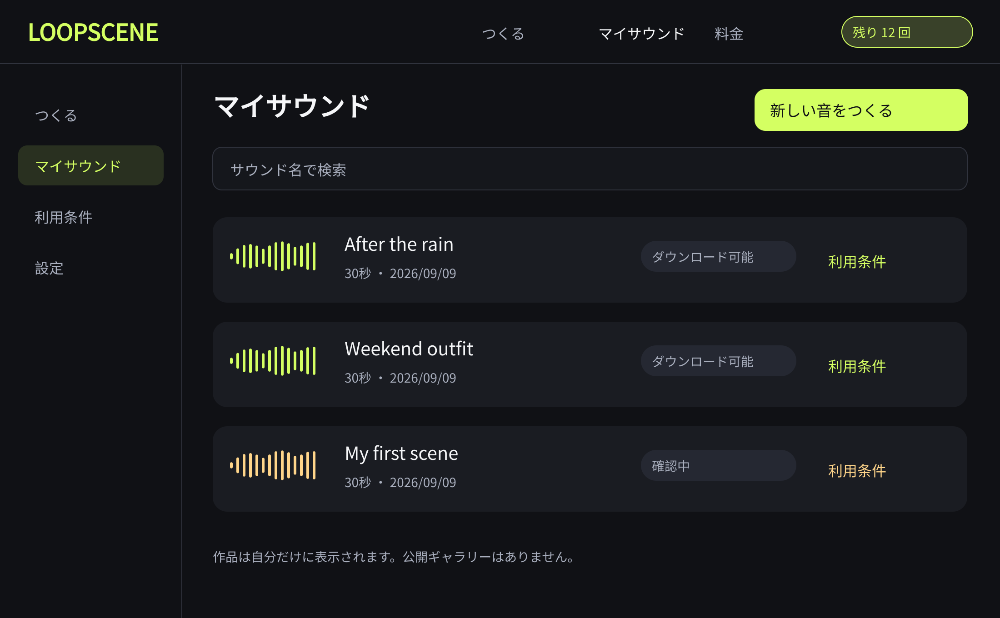 LOOPSCENE
つくる
マイサウンド
料金
残り 12 回
つくる
マイサウンド
利用条件
設定
マイサウンド
新しい音をつくる
サウンド名で検索
After the rain
30秒 ・ 2026/09/09
ダウンロード可能
利用条件
Weekend outfit
30秒 ・ 2026/09/09
ダウンロード可能
利用条件
My first scene
30秒 ・ 2026/09/09
確認中
利用条件
作品は自分だけに表示されます。公開ギャラリーはありません。